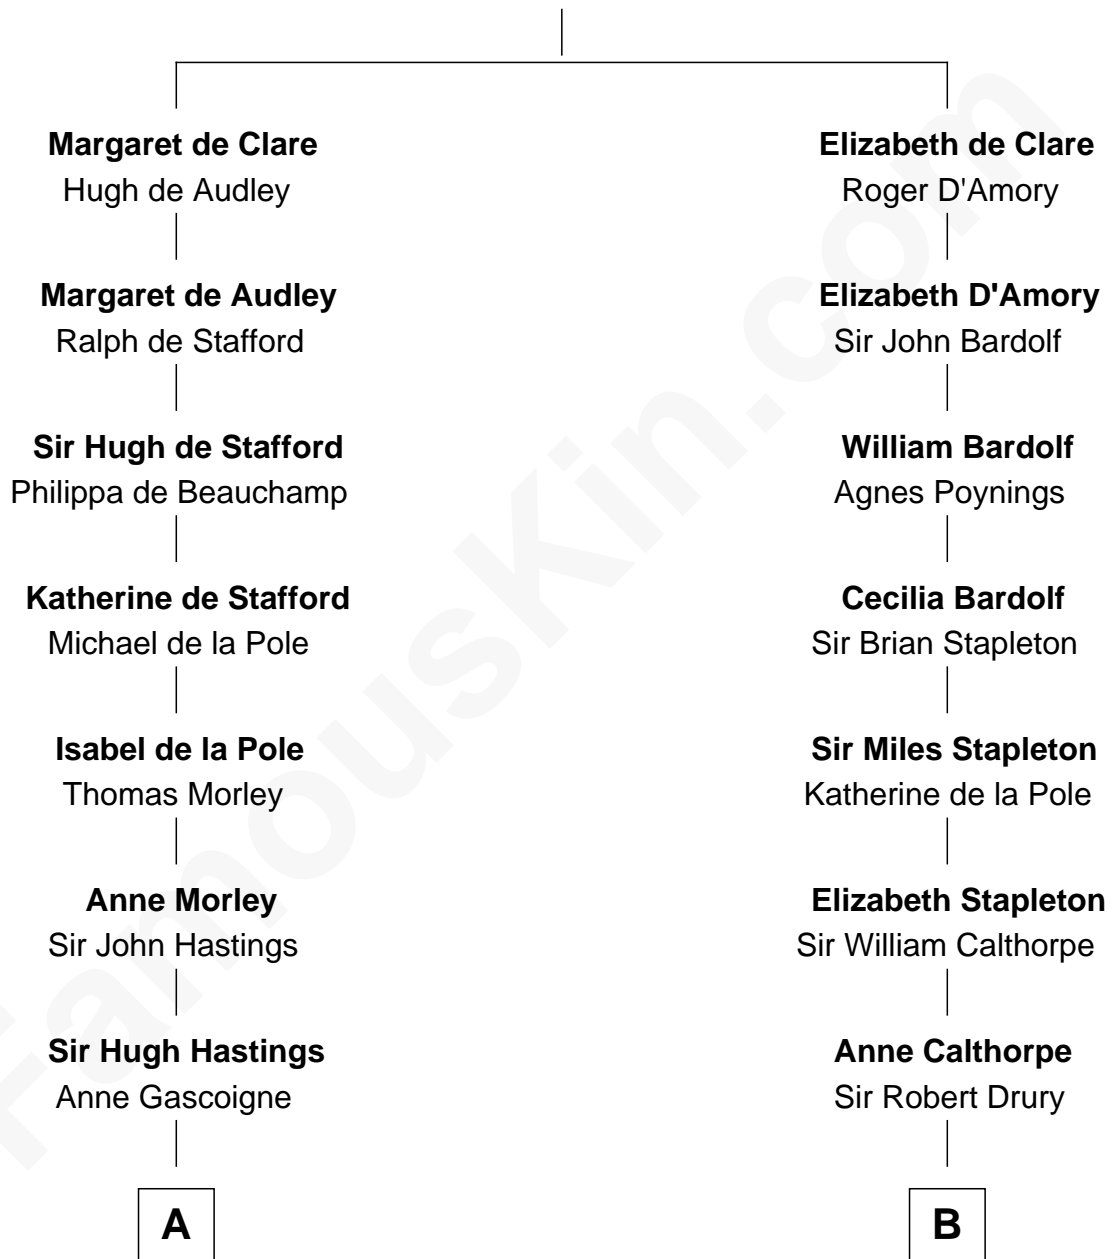 Margaret de Clare
Hugh de Audley
Margaret de Audley
Ralph de Stafford
Sir Hugh de Stafford
Philippa de Beauchamp
Katherine de Stafford
Michael de la Pole
Isabel de la Pole
Thomas Morley
Anne Morley
Sir John Hastings
Sir Hugh Hastings
Anne Gascoigne
A
Elizabeth de Clare
Roger D'Amory
Elizabeth D'Amory
Sir John Bardolf
William Bardolf
Agnes Poynings
Cecilia Bardolf
Sir Brian Stapleton
Sir Miles Stapleton
Katherine de la Pole
Elizabeth Stapleton
Sir William Calthorpe
Anne Calthorpe
Sir Robert Drury
B
FamousKin.com